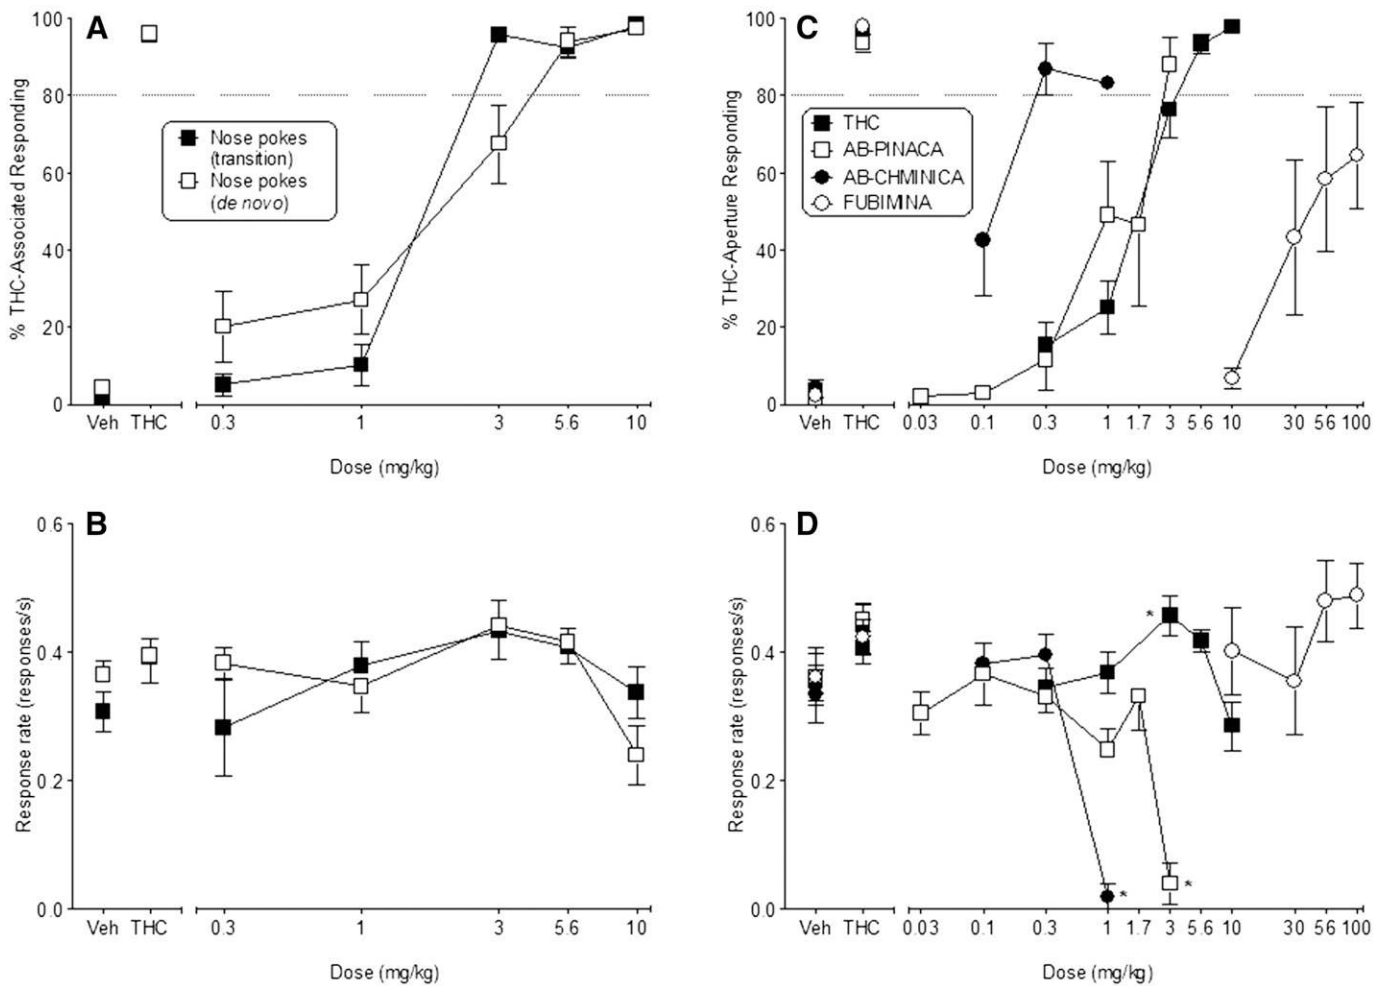 A
100
80
60
40
20
0
% THC-Associated Responding
Nose pokes
(transition)
Nose pokes
(de novo)
Veh THC 0.3 1 3 5.6 10
Dose (mg/kg)
C
100
80
60
40
20
0
% THC-Aperture Responding
THC
AB-PINACA
AB-CHMINICA
FUBIMINA
Veh THC 0.03 0.1 0.3 1 1.7 3 5.6 10 30 56 100
Dose (mg/kg)
B
0.6
0.4
0.2
0.0
Response rate (responses/s)
Veh THC 0.3 1 3 5.6 10
Dose (mg/kg)
D
0.6
0.4
0.2
0.0
Response rate (responses/s)
*
*
*
Veh THC 0.03 0.1 0.3 1 1.7 3 5.6 10 30 56 100
Dose (mg/kg)